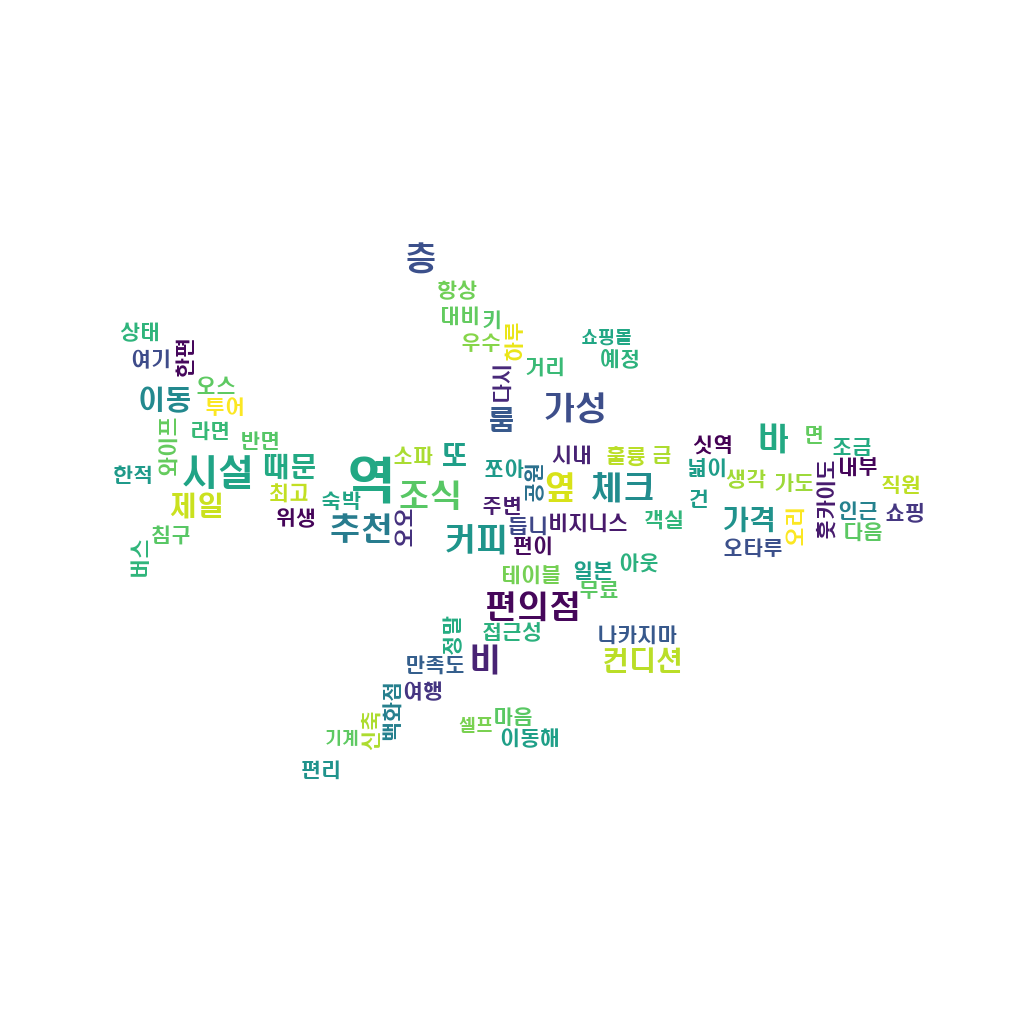 층
항상
대비
키
우수
하루
쇼핑몰
예정
거리
상태
여기
한편
이동
오스
투어
다시
룸
가성
와이프
라면
반면
시설
때문
한적
제일
최고
위생
침구
버스
숙박
역
소파
또
조식
추천
오오
커피
쪼아
주변
듭니
공원
시내
훌륭
금
옆
체크
비지니스
편이
객실
싯역
넓이
건
바
면
조금
생각
가도
가격
오타루
오리
홋카이도
내부
직원
인근
쇼핑
다음
테이블
일본
아웃
무료
편의점
접근성
정말
비
만족도
여행
나카지마
컨디션
백화점
신축
기계
편리
셀프
마음
이동해